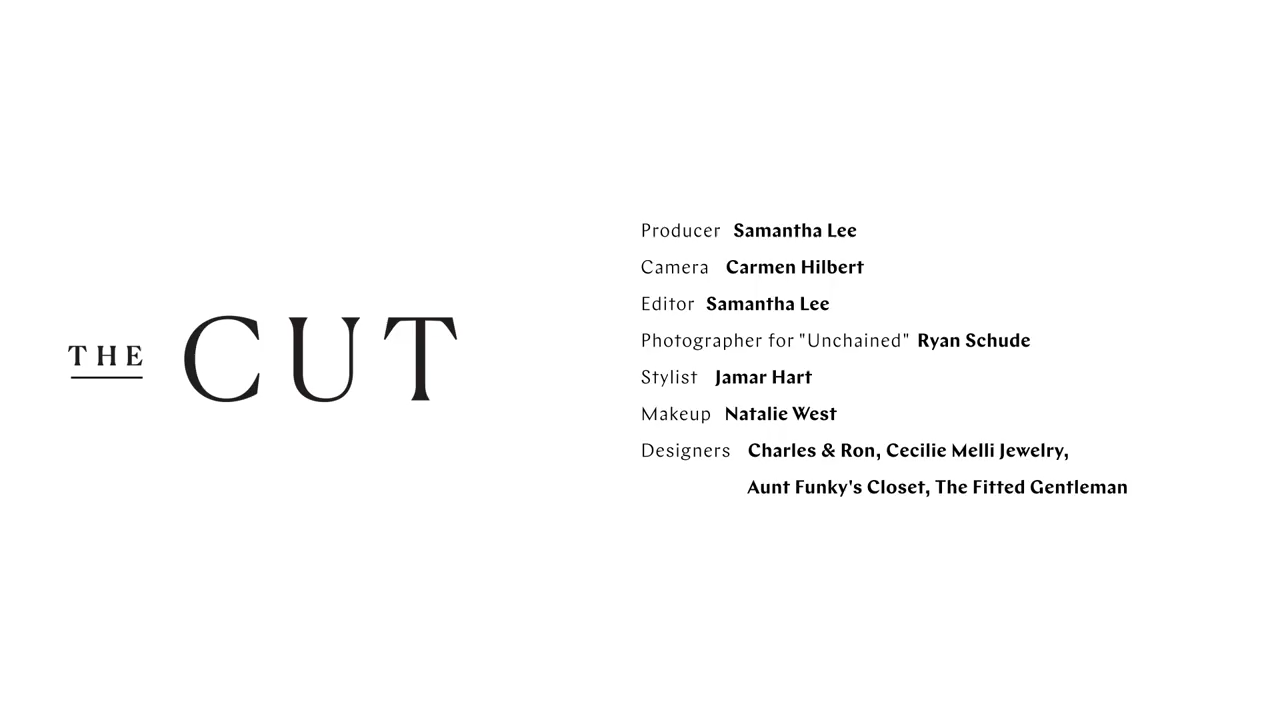 THE CUT
Producer Samantha Lee
Camera Carmen Hilbert
Editor Samantha Lee
Photographer for "Unchained" Ryan Schude
Stylist Jamar Hart
Makeup Natalie West
Designers Charles & Ron, Cecilie Melli Jewelry,
Aunt Funky's Closet, The Fitted Gentleman